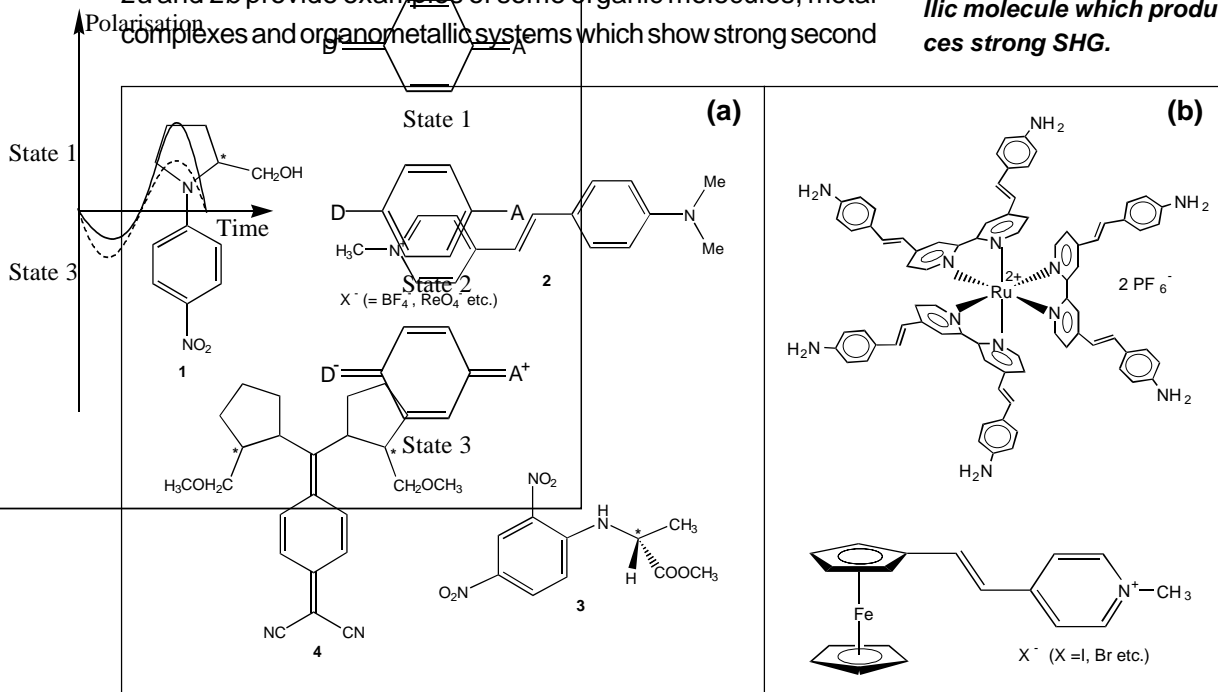 2a and 2b provide examples of some organic molecules, metal
complexes and organometallic systems which show strong second
llic molecule which produ
ces strong SHG.
Polarisation
State 1
State 3
Time
D
A
State 1
D
A
State 2
D⁻
A⁺
State 3
(a)
N
*
CH₂OH
NO₂
1
H₃C
N⁺
Me
N
Me
X⁻ (= BF₄⁻, ReO₄⁻ etc.)
2
*
*
H₃COH₂C
CH₂OCH₃
NC
CN
4
NO₂
H
N
*
CH₃
H
COOCH₃
O₂N
3
(b)
NH₂
H₂N
NH₂
N
N
N
2+
Ru
N
2 PF₆⁻
N
N
H₂N
NH₂
NH₂
H₂N
Fe
N⁺
CH₃
X⁻ (X =I, Br etc.)